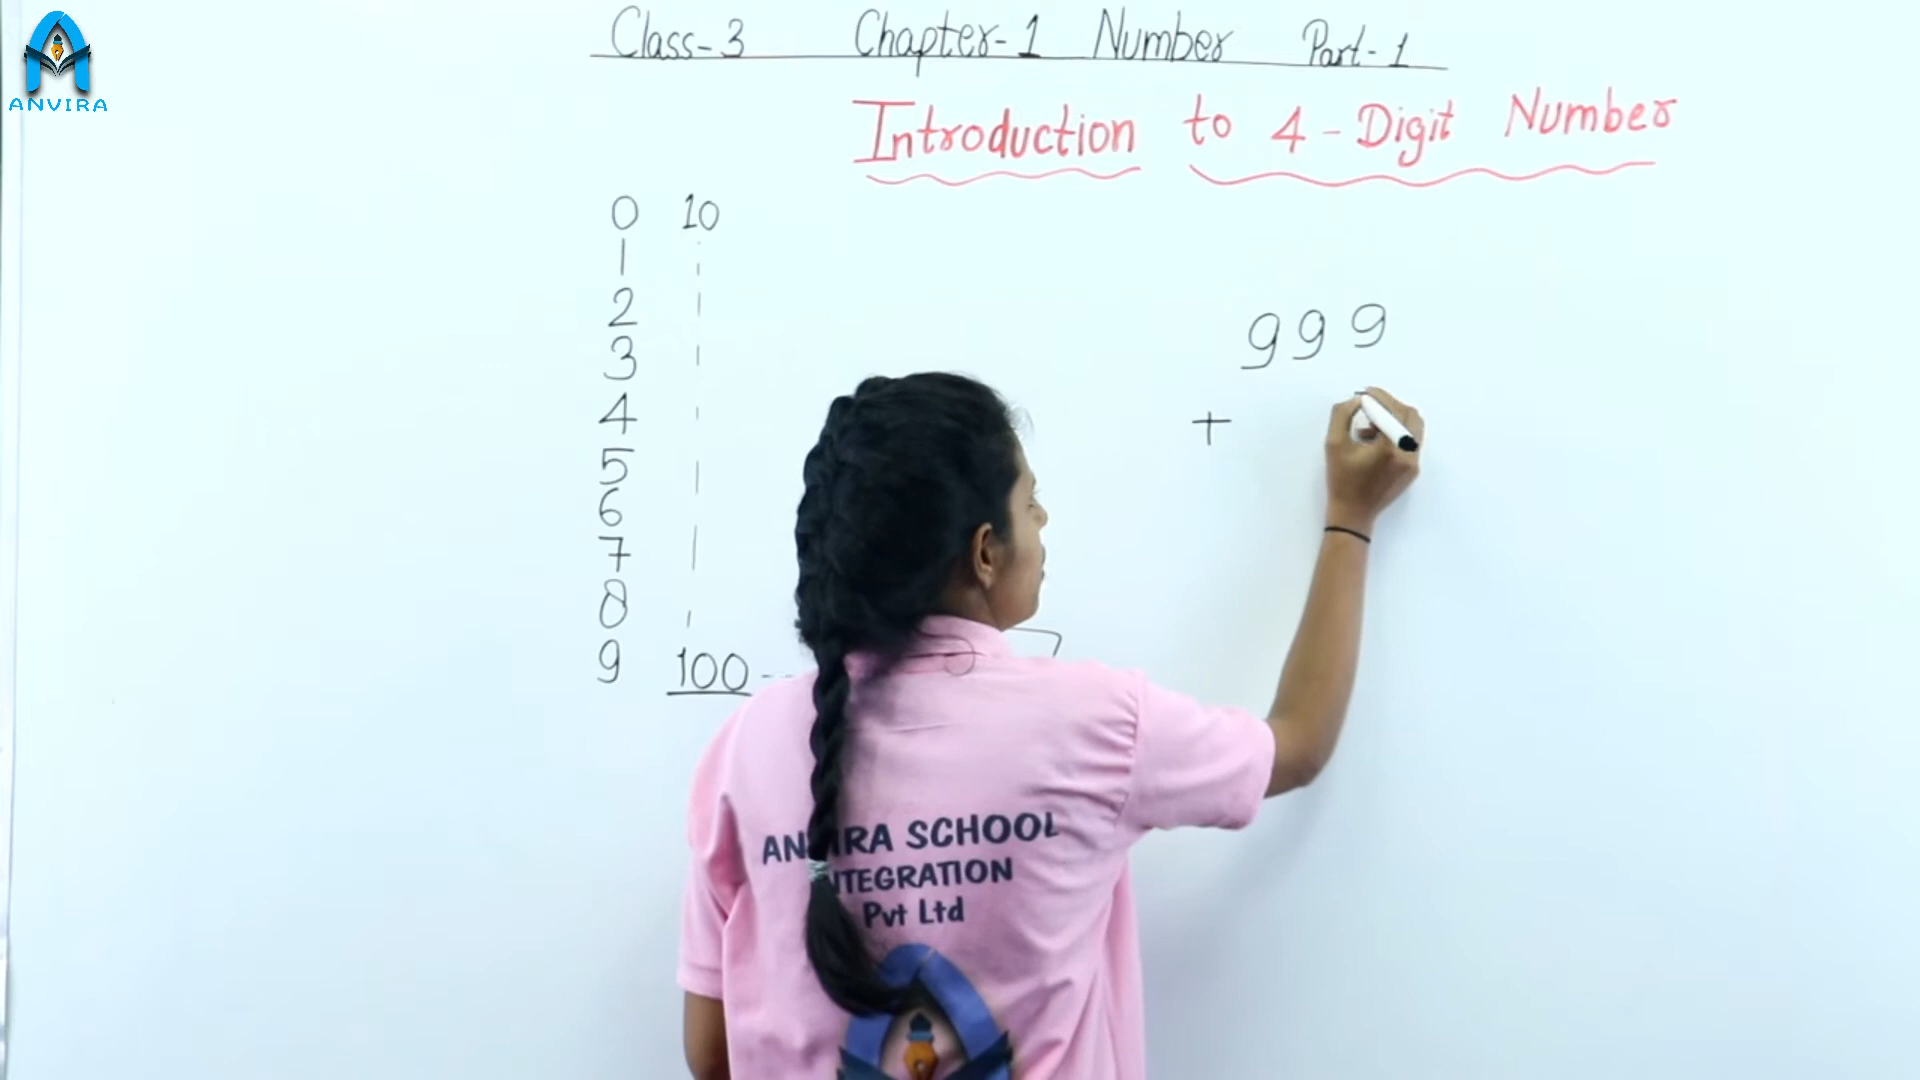 ANVIRA
Class-3 Chapter-1 Number Part-1
Introduction to 4-Digit Number
0 10
1
2
3
4
5
6
7
8
9 100
999
+
ANVIRA SCHOOL
INTEGRATION
Pvt Ltd